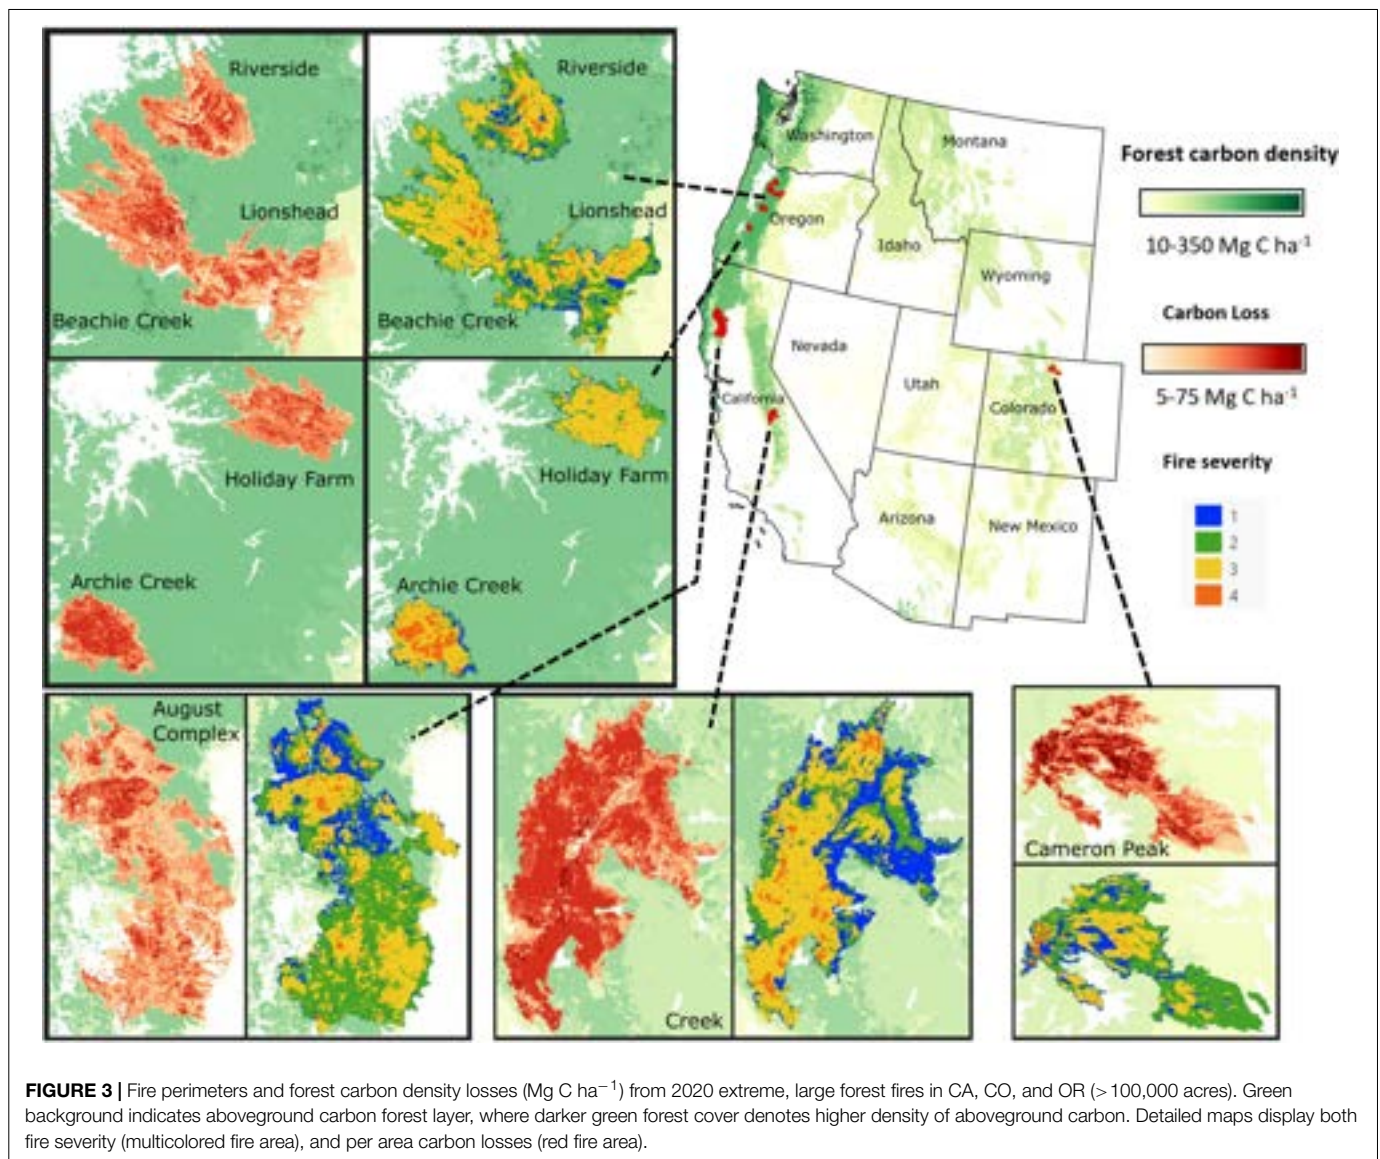 Riverside
Lionshead
Beachie Creek
Riverside
Lionshead
Beachie Creek
Holiday Farm
Archie Creek
Holiday Farm
Archie Creek
Washington
Montana
Oregon
Idaho
Wyoming
Nevada
Utah
California
Colorado
Arizona
New Mexico
Forest carbon density
10-350 Mg C ha⁻¹
Carbon Loss
5-75 Mg C ha⁻¹
Fire severity
1
2
3
4
August
Complex
Creek
Cameron Peak
FIGURE 3 | Fire perimeters and forest carbon density losses (Mg C ha⁻¹) from 2020 extreme, large forest fires in CA, CO, and OR (>100,000 acres). Green
background indicates aboveground carbon forest layer, where darker green forest cover denotes higher density of aboveground carbon. Detailed maps display both
fire severity (multicolored fire area), and per area carbon losses (red fire area).